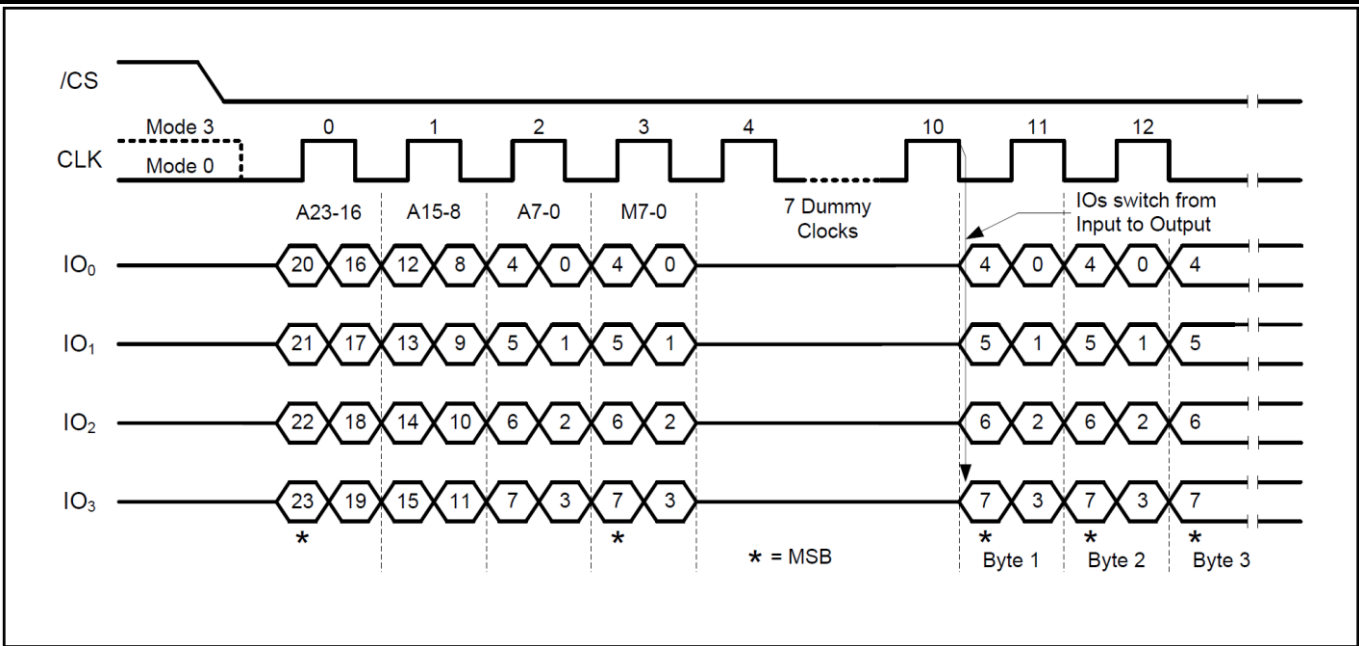 /CS
Mode 3 0 1 2 3 4 10 11 12
CLK
Mode 0
A23-16 A15-8 A7-0 M7-0 7 Dummy
Clocks
IOs switch from
Input to Output
IO₀ 20 16 12 8 4 0 4 0 4 0 4 0 4
IO₁ 21 17 13 9 5 1 5 1 5 1 5 1 5
IO₂ 22 18 14 10 6 2 6 2 6 2 6 2 6
IO₃ 23 19 15 11 7 3 7 3 7 3 7 3 7
* * * * *
* = MSB Byte 1 Byte 2 Byte 3